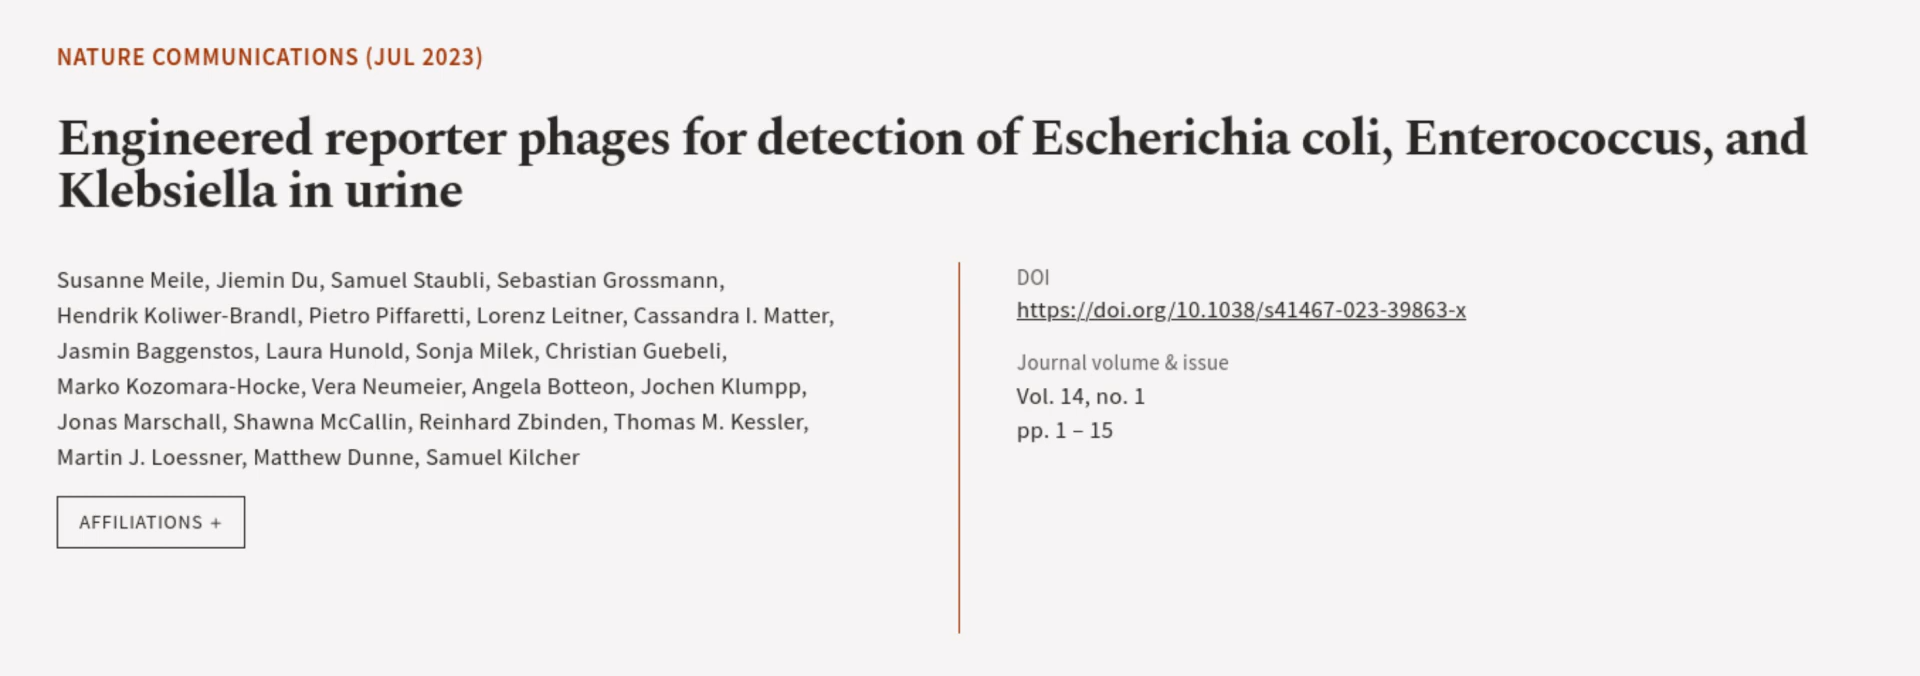 NATURE COMMUNICATIONS (JUL 2023)
Engineered reporter phages for detection of Escherichia coli, Enterococcus, and
Klebsiella in urine
Susanne Meile, Jiemin Du, Samuel Staubli, Sebastian Grossmann,
Hendrik Koliwer-Brandl, Pietro Piffaretti, Lorenz Leitner, Cassandra I. Matter,
Jasmin Baggenstos, Laura Hunold, Sonja Milek, Christian Guebeli,
Marko Kozomara-Hocke, Vera Neumeier, Angela Botteon, Jochen Klumpp,
Jonas Marschall, Shawna McCallin, Reinhard Zbinden, Thomas M. Kessler,
Martin J. Loessner, Matthew Dunne, Samuel Kilcher
AFFILIATIONS +
DOI
https://doi.org/10.1038/s41467-023-39863-x
Journal volume & issue
Vol. 14, no. 1
pp. 1 – 15